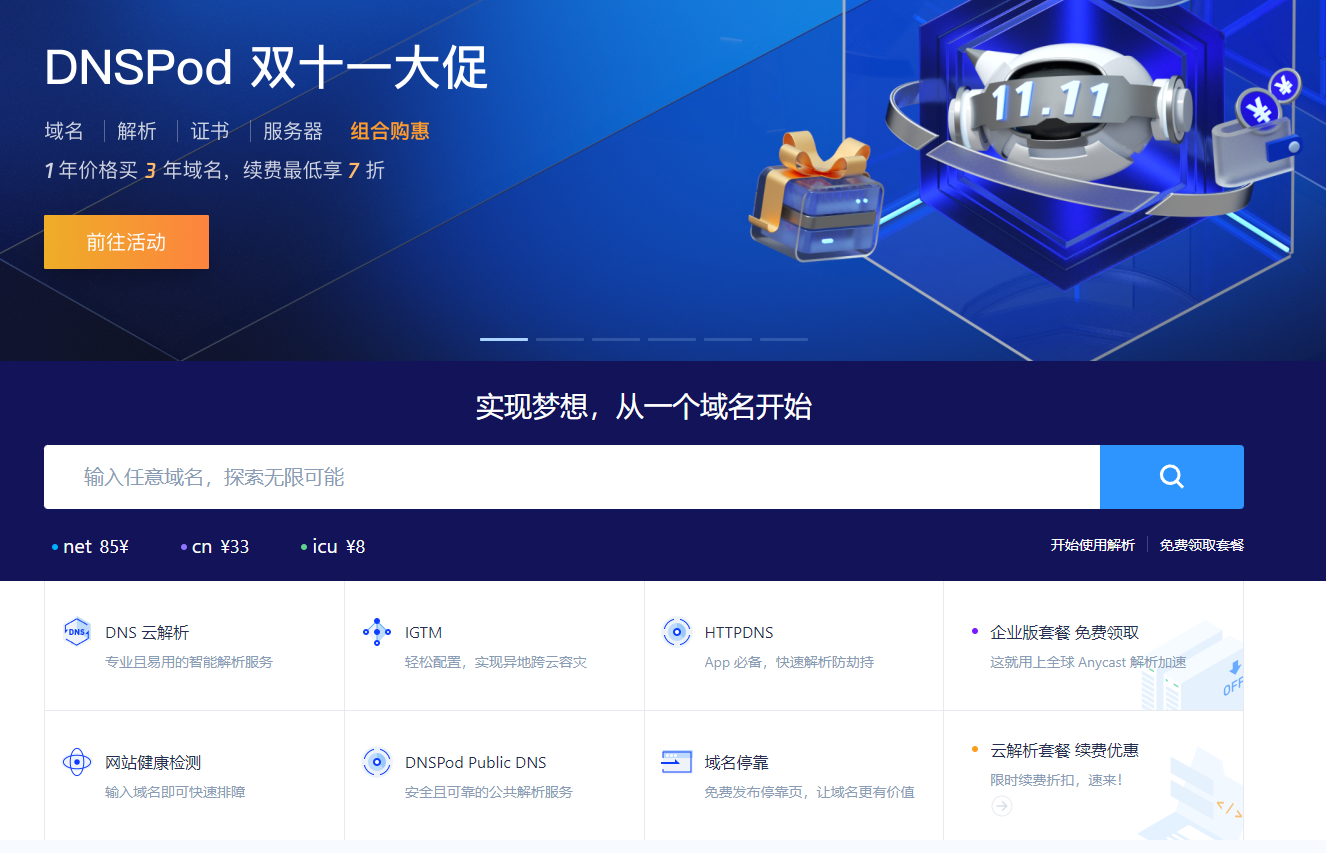 DNSPod 双十一大促
域名 解析 证书 服务器 组合购惠
1年价格买 3 年域名，续费最低享 7 折
前往活动
11.11
实现梦想，从一个域名开始
输入任意域名，探索无限可能
net 85¥ cn ¥33 icu ¥8
开始使用解析 免费领取套餐
DNS
DNS 云解析
专业且易用的智能解析服务
IGTM
轻松配置，实现异地跨云容灾
HTTPDNS
App 必备，快速解析防劫持
企业版套餐 免费领取
这就用上全球 Anycast 解析加速
OFF
网站健康检测
输入域名即可快速排障
DNSPod Public DNS
安全且可靠的公共解析服务
域名停靠
免费发布停靠页，让域名更有价值
云解析套餐 续费优惠
限时续费折扣，速来！